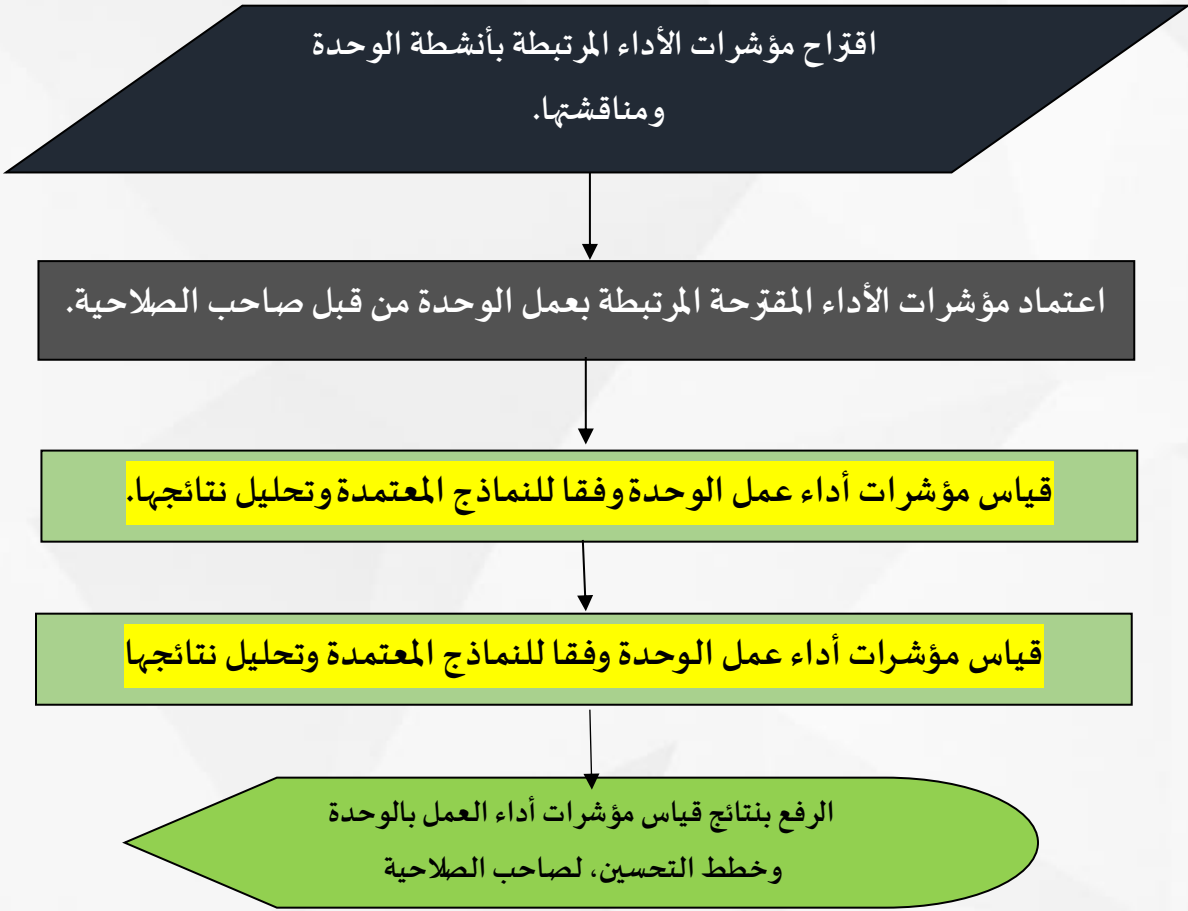 اقتراح مؤشرات الأداء المرتبطة بأنشطة الوحدة
ومناقشتها.
اعتماد مؤشرات الأداء المقترحة المرتبطة بعمل الوحدة من قبل صاحب الصلاحية.
قياس مؤشرات أداء عمل الوحدة وفقا للنماذج المعتمدة وتحليل نتائجها.
قياس مؤشرات أداء عمل الوحدة وفقا للنماذج المعتمدة وتحليل نتائجها
الرفع بنتائج قياس مؤشرات أداء العمل بالوحدة
وخطط التحسين، لصاحب الصلاحية